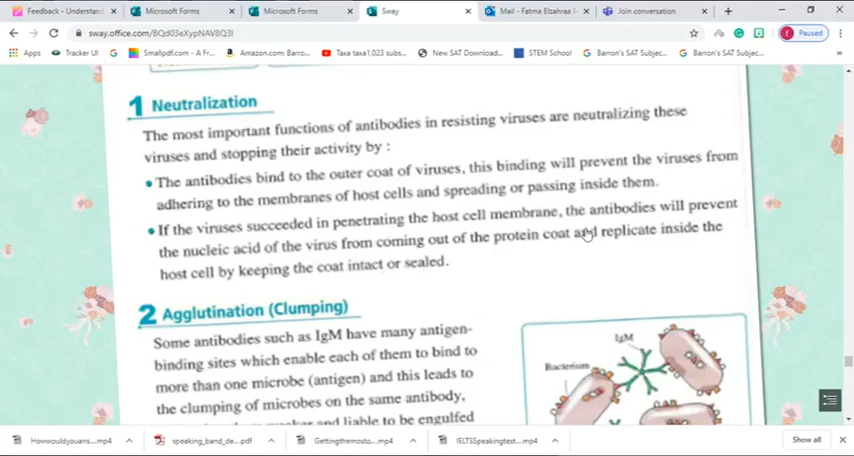 Feedback - Understand
Microsoft Forms
Microsoft Forms
Sway
Mail - Fatma Elzahraa M
Join conversation
sway.office.com/8Qd03eXypNAV8Q3I
Paused
Apps
Tracker UI
Smallpdf.com - A Fr...
Amazon.com: Barro...
Taxa taxa1,023 subs...
New SAT Download...
STEM School
Barron's SAT Subjec...
Barron's SAT Subjec...
1 Neutralization
The most important functions of antibodies in resisting viruses are neutralizing these
viruses and stopping their activity by :
• The antibodies bind to the outer coat of viruses, this binding will prevent the viruses from
adhering to the membranes of host cells and spreading or passing inside them.
• If the viruses succeeded in penetrating the host cell membrane, the antibodies will prevent
the nucleic acid of the virus from coming out of the protein coat and replicate inside the
host cell by keeping the coat intact or sealed.
2 Agglutination (Clumping)
Some antibodies such as IgM have many antigen-
binding sites which enable each of them to bind to
more than one microbe (antigen) and this leads to
the clumping of microbes on the same antibody,
and liable to be engulfed
IgM
Bacterium
Howwouldyouans....mp4
speaking_band_de....pdf
Gettingthemosto....mp4
IELTSSpeakingtest....mp4
Show all